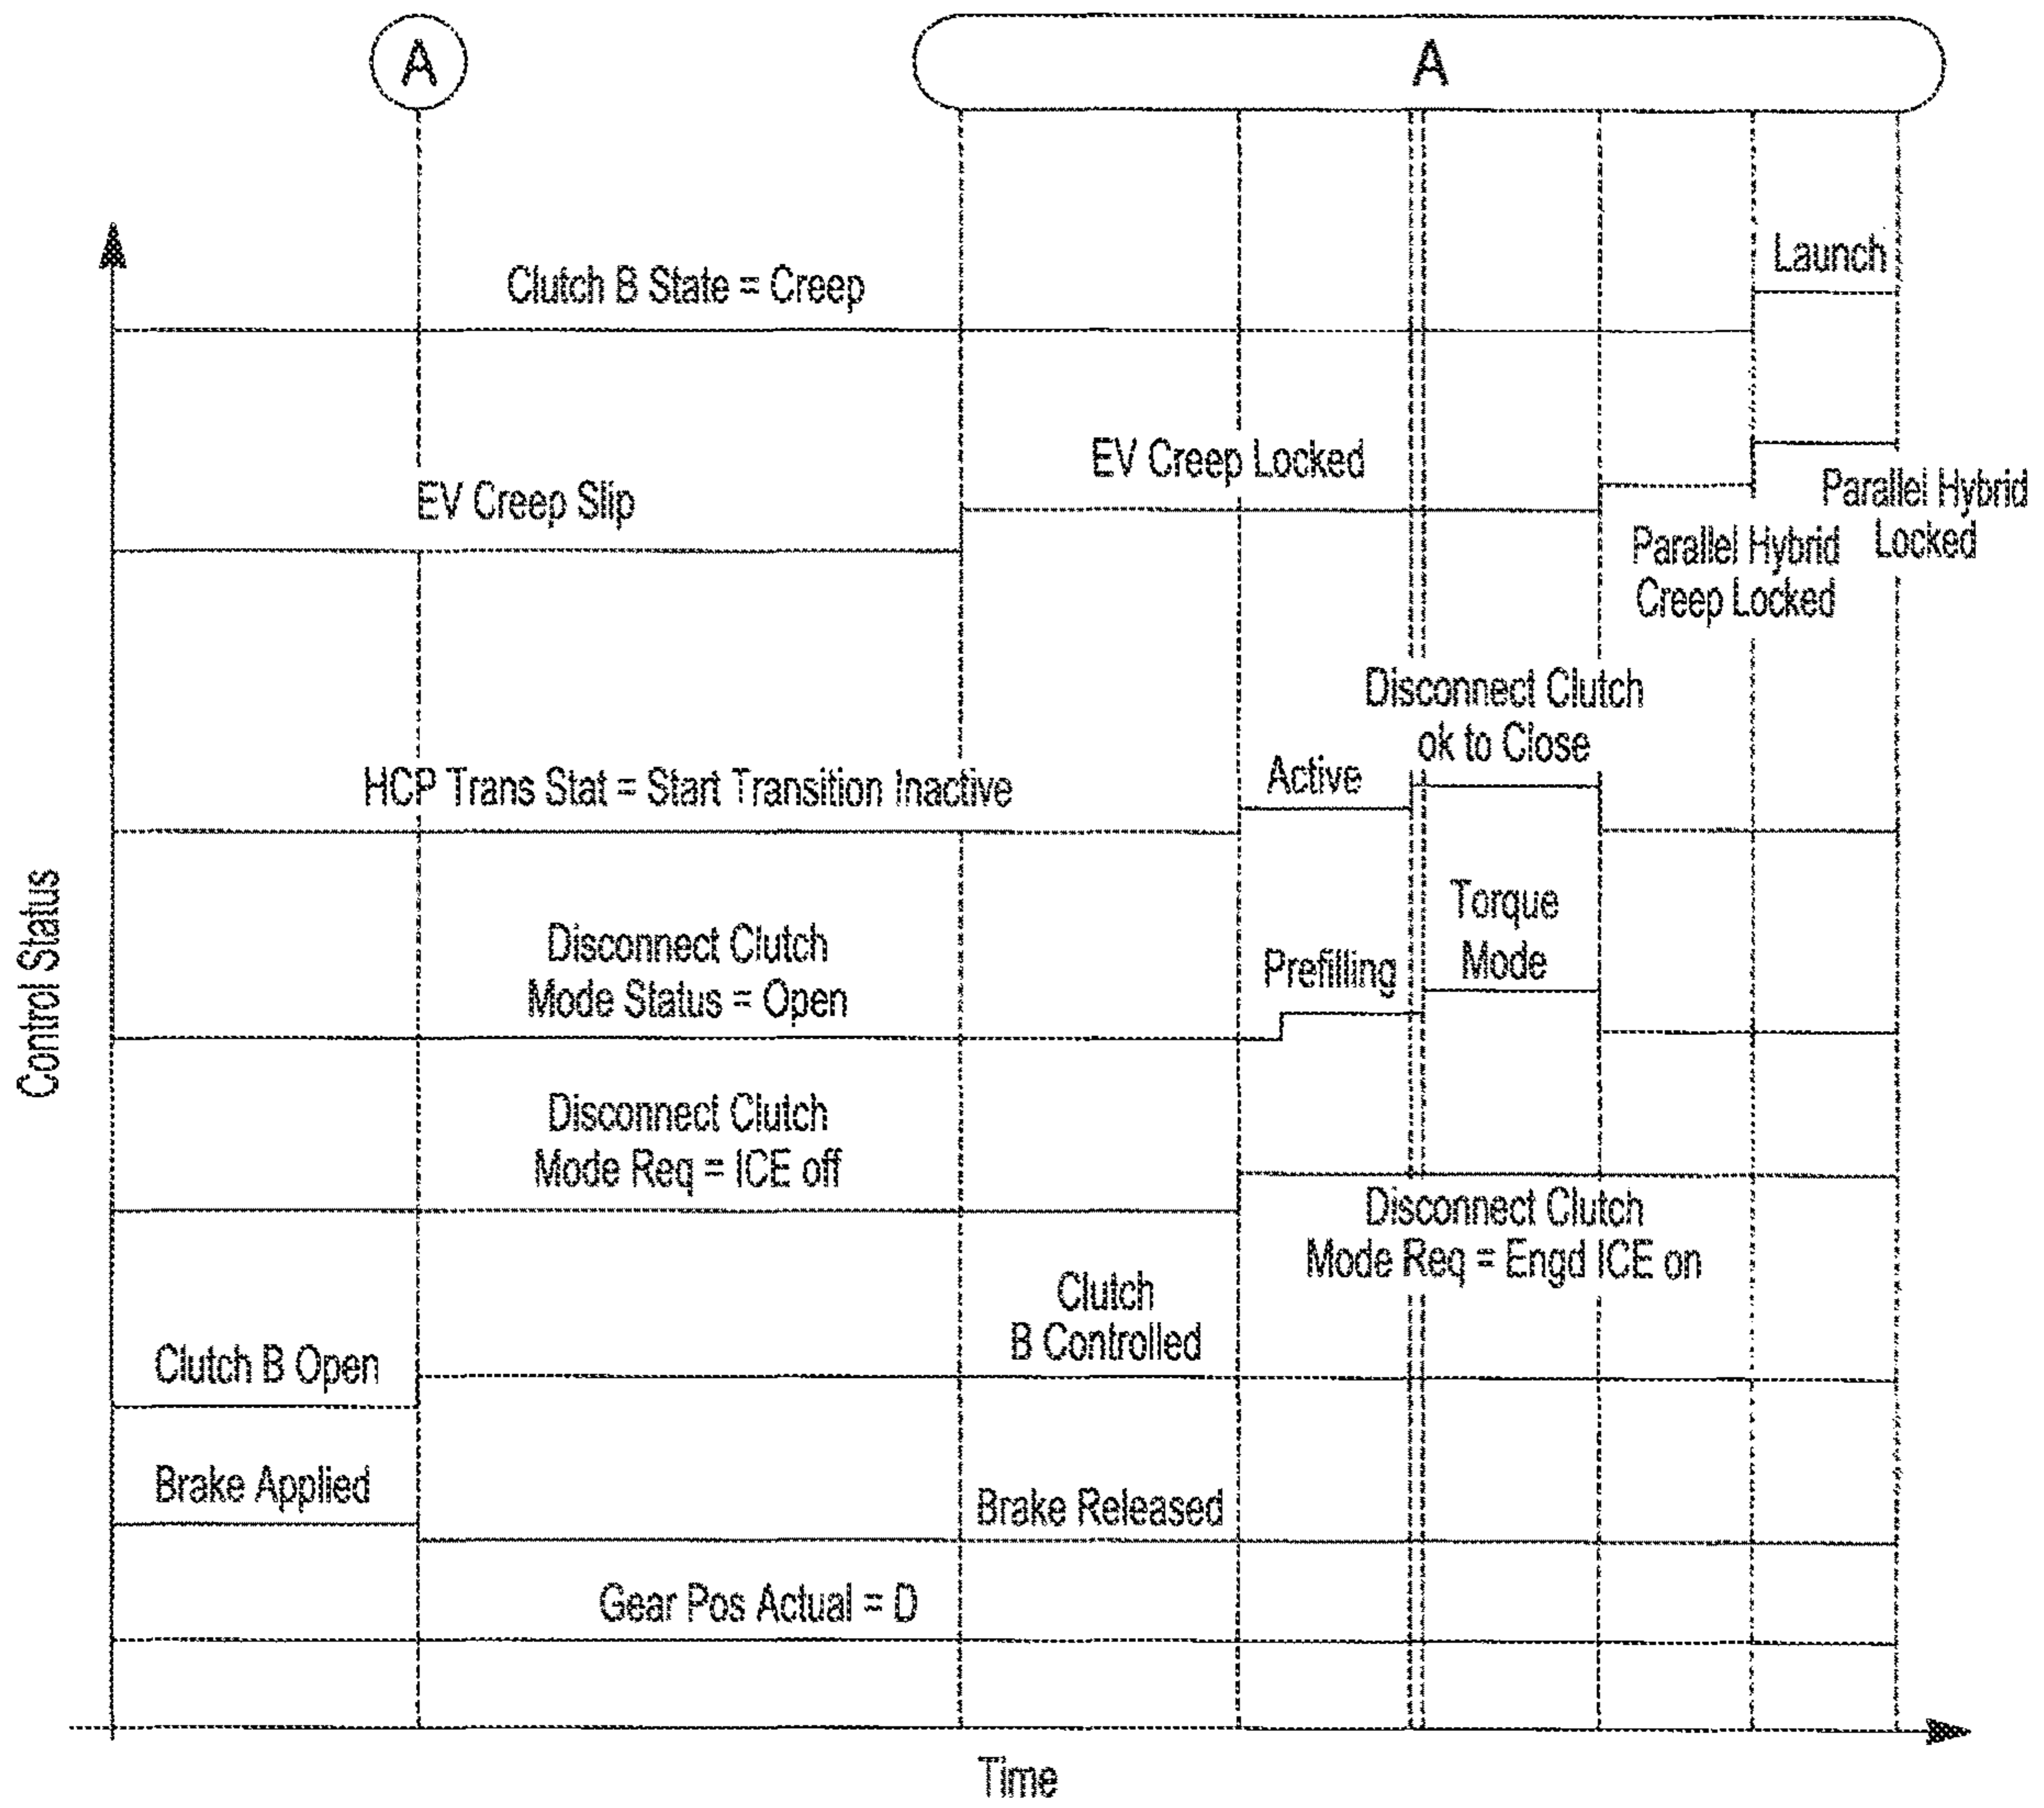 A
A
Launch
Clutch B State = Creep
EV Creep Locked
EV Creep Slip
Parallel Hybrid
Locked
Parallel Hybrid
Creep Locked
Disconnect Clutch
ok to Close
Active
HCP Trans Stat = Start Transition Inactive
Torque
Mode
Disconnect Clutch
Mode Status = Open
Prefilling
Control Status
Disconnect Clutch
Mode Req = ICE off
Disconnect Clutch
Mode Req = Engd ICE on
Clutch
B Controlled
Clutch B Open
Brake Applied
Brake Released
Gear Pos Actual = D
Time